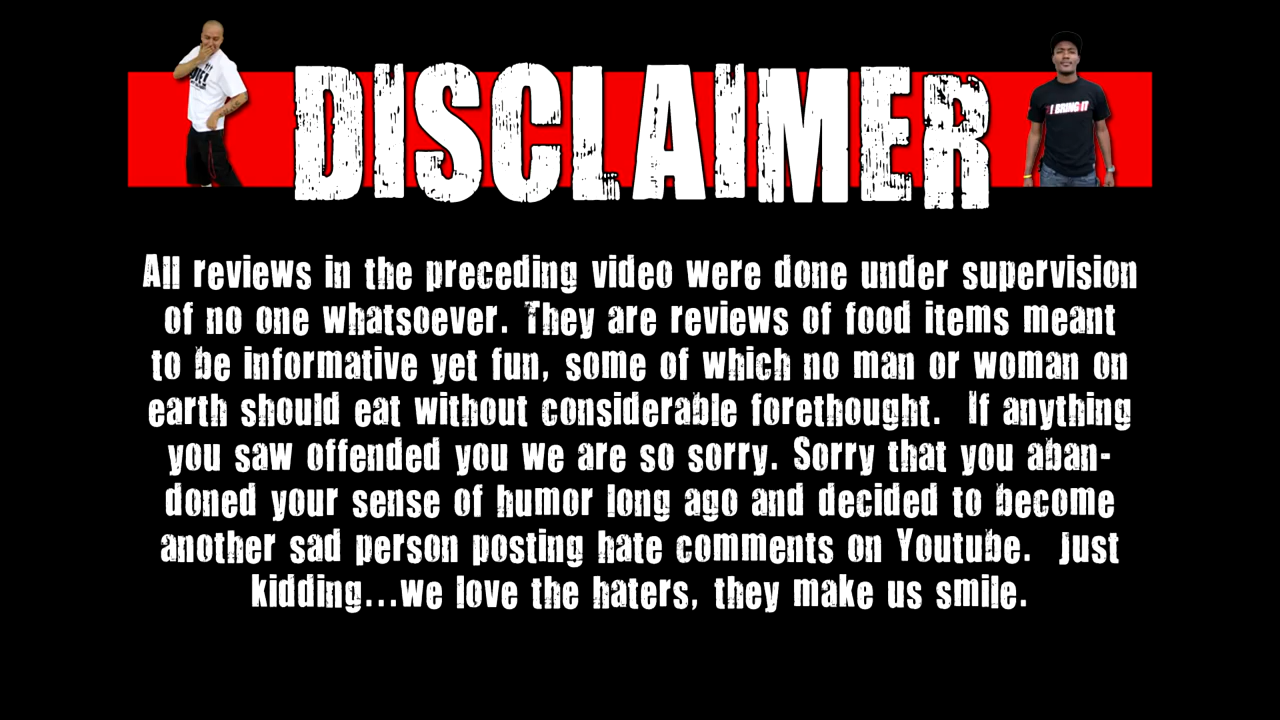 DISCLAIMER
I BRING IT
All reviews in the preceding video were done under supervision
of no one whatsoever. They are reviews of food items meant
to be informative yet fun, some of which no man or woman on
earth should eat without considerable forethought. If anything
you saw offended you we are so sorry. Sorry that you aban-
doned your sense of humor long ago and decided to become
another sad person posting hate comments on Youtube. Just
kidding...we love the haters, they make us smile.